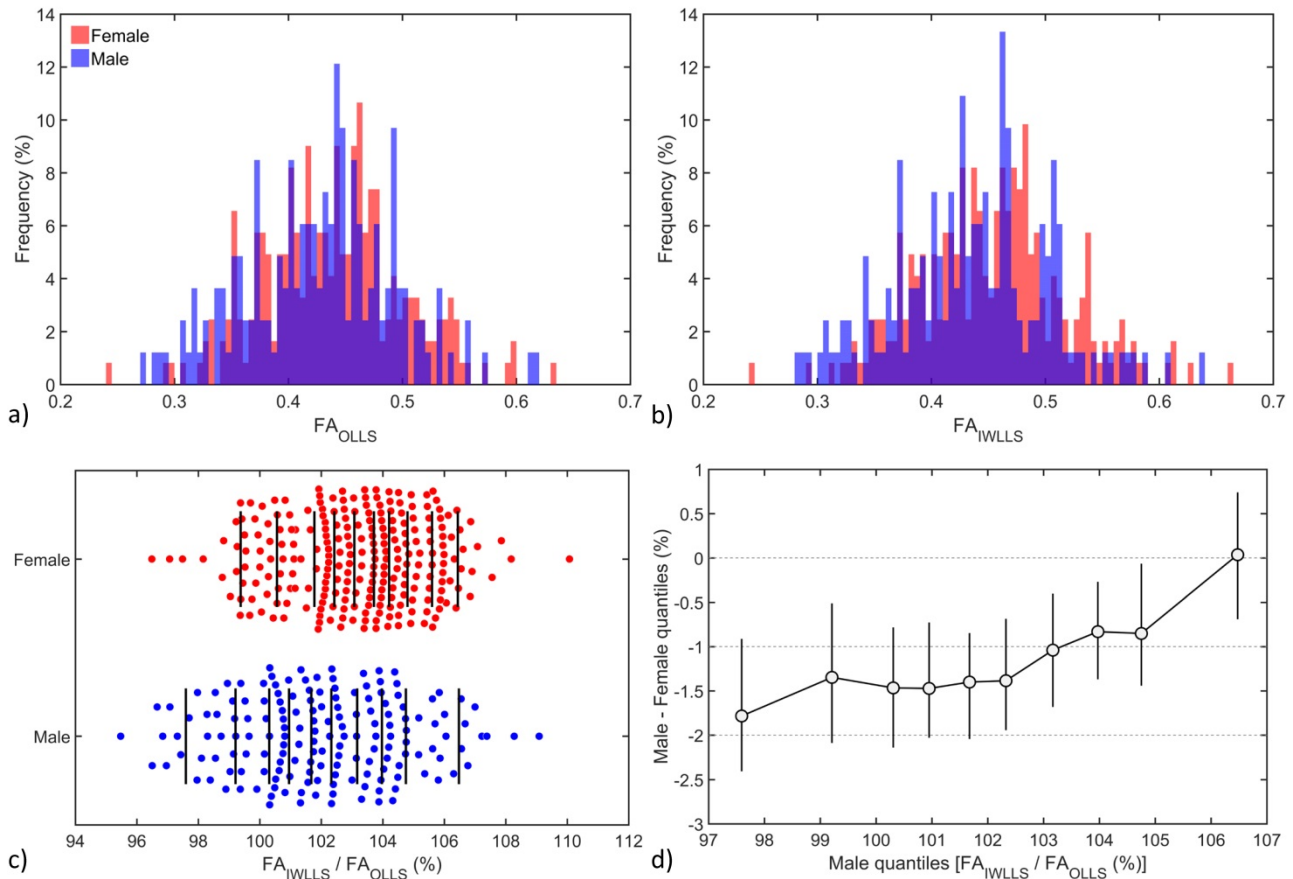 14
12
10
8
6
4
2
0
Frequency (%)
Female
Male
0.2 0.3 0.4 0.5 0.6 0.7
FA_OLLS
a)
14
12
10
8
6
4
2
0
Frequency (%)
0.2 0.3 0.4 0.5 0.6 0.7
FA_IWLLS
b)
Female
Male
94 96 98 100 102 104 106 108 110 112
FA_IWLLS / FA_OLLS (%)
c)
1
0.5
0
-0.5
-1
-1.5
-2
-2.5
-3
Male - Female quantiles (%)
97 98 99 100 101 102 103 104 105 106 107
Male quantiles [FA_IWLLS / FA_OLLS (%)]
d)